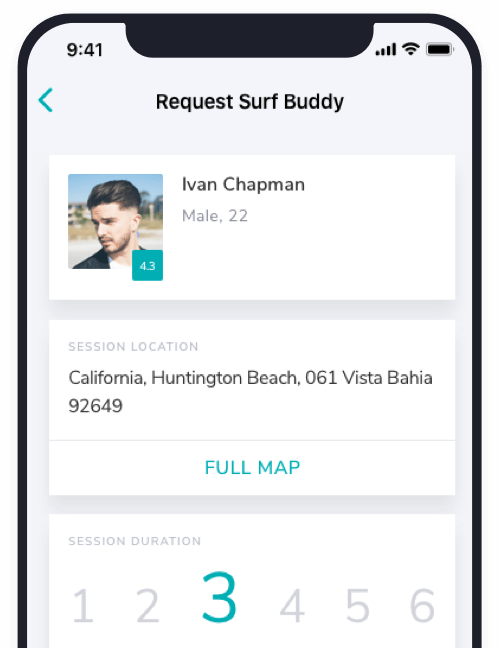 9:41
Request Surf Buddy
Ivan Chapman
Male, 22
4.3
SESSION LOCATION
California, Huntington Beach, 061 Vista Bahia
92649
FULL MAP
SESSION DURATION
1 2 3 4 5 6